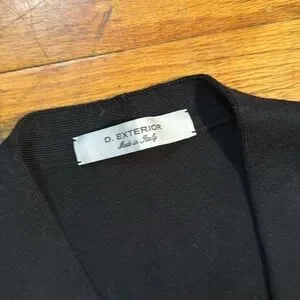 D. EXTERIOR
Made in Italy